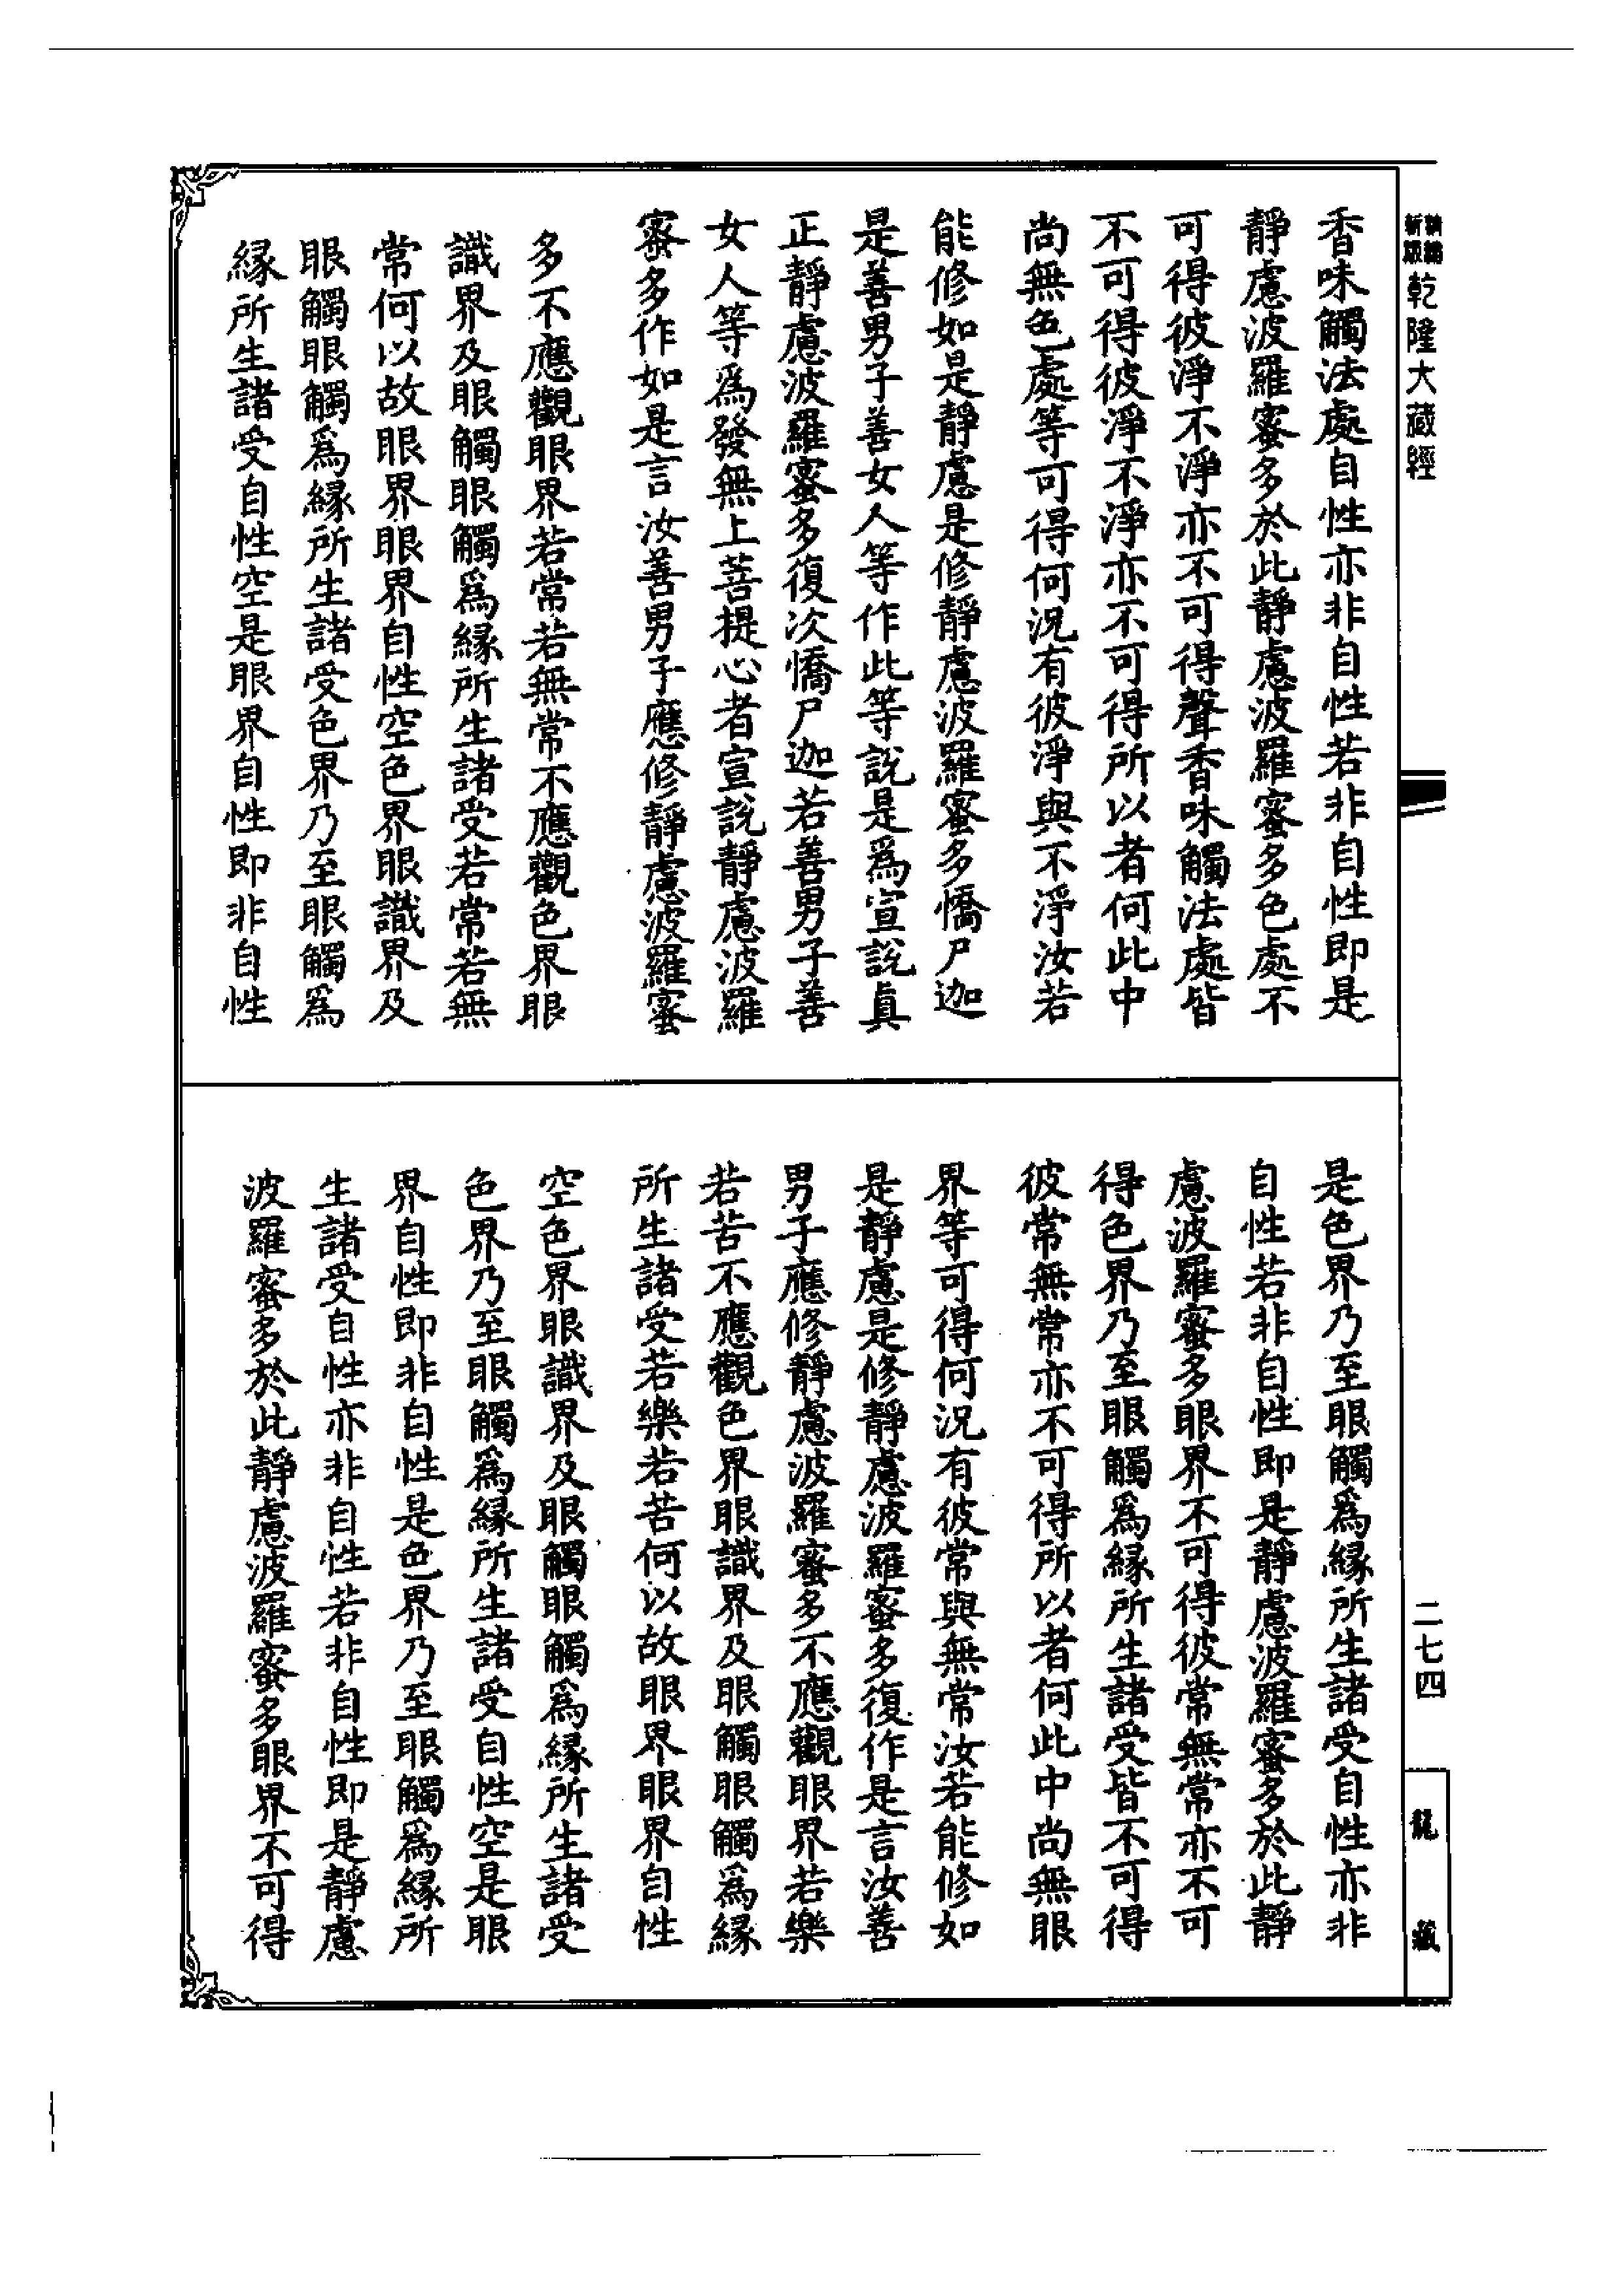 新編縮版乾隆大藏經
香味觸法處自性亦非自性若非自性即是
靜慮波羅蜜多於此靜慮波羅蜜多色處不
可得彼淨不淨亦不可得聲香味觸法處皆
不可得彼淨不淨亦不可得所以者何此中
尚無色處等可得何況有彼淨與不淨汝若
能修如是靜慮是修靜慮波羅蜜多憍尸迦
是善男子善女人等作此等說是爲宣說眞
正靜慮波羅蜜多復次憍尸迦若善男子善
女人等爲發無上菩提心者宣說靜慮波羅
蜜多作如是言汝善男子應修靜慮波羅蜜
多不應觀眼界若常若無常不應觀色界眼
識界及眼觸眼觸爲緣所生諸受若常若無
常何以故眼界眼界自性空色界眼識界及
眼觸眼觸爲緣所生諸受色界乃至眼觸爲
緣所生諸受自性空是眼界自性即非自性
是色界乃至眼觸爲緣所生諸受自性亦非
自性若非自性即是靜慮波羅蜜多於此靜
慮波羅蜜多眼界不可得彼常無常亦不可
得色界乃至眼觸爲緣所生諸受皆不可得
彼常無常亦不可得所以者何此中尚無眼
界等可得何況有彼常與無常汝若能修如
是靜慮是修靜慮波羅蜜多復作是言汝善
男子應修靜慮波羅蜜多不應觀眼界若樂
若苦不應觀色界眼識界及眼觸眼觸爲緣
所生諸受若樂若苦何以故眼界眼界自性
空色界眼識界及眼觸眼觸爲緣所生諸受
色界乃至眼觸爲緣所生諸受自性空是眼
界自性即非自性是色界乃至眼觸爲緣所
生諸受自性亦非自性若非自性即是靜慮
波羅蜜多於此靜慮波羅蜜多眼界不可得
二七四
龍藏